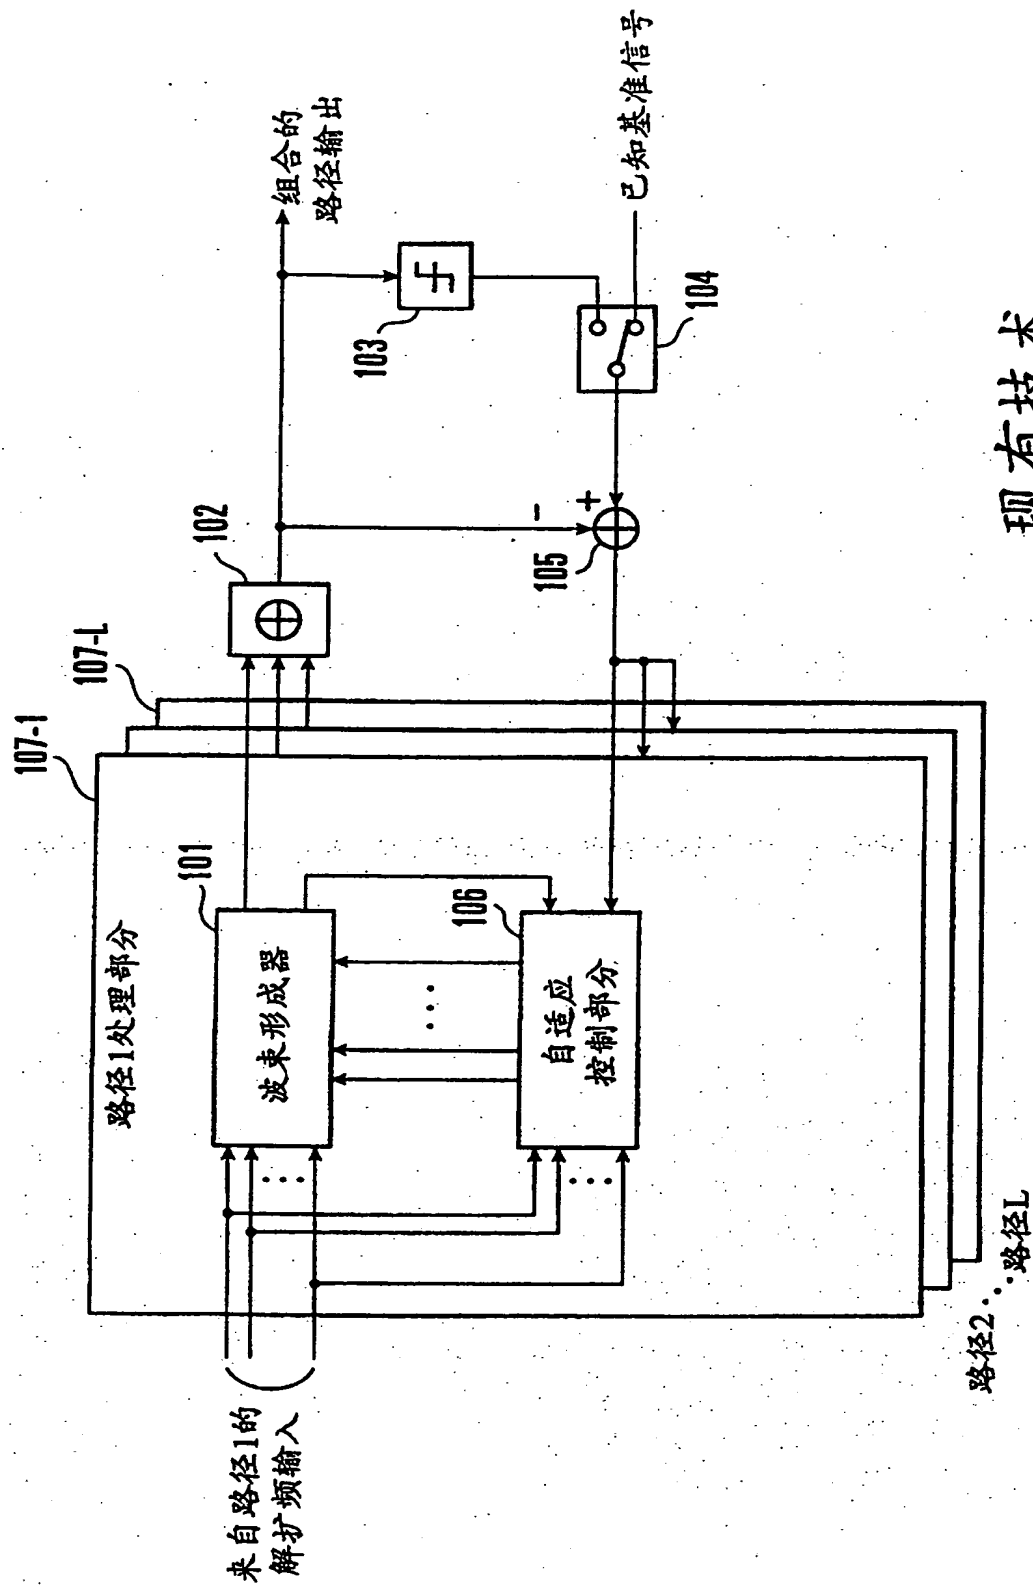 107-1
107-L
路径1处理部分
101
波束形成器
102
组合的
路径输出
103
104
已知基准信号
105
-
+
106
自适应
控制部分
来自路径1的
解扩频输入
路径2···路径L
现有技术